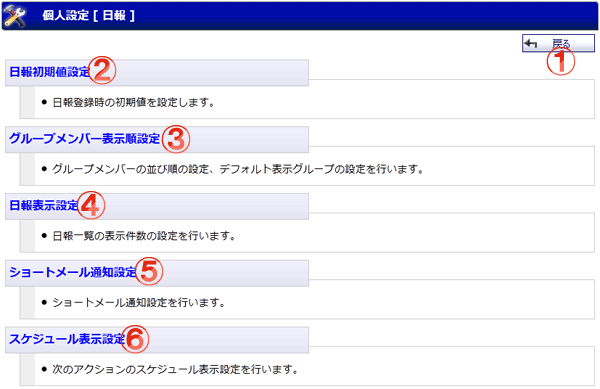 個人設定 [ 日報 ]
戻る
①
日報初期値設定 ②
● 日報登録時の初期値を設定します。
グループメンバー表示順設定 ③
● グループメンバーの並び順の設定、デフォルト表示グループの設定を行います。
日報表示設定 ④
● 日報一覧の表示件数の設定を行います。
ショートメール通知設定 ⑤
● ショートメール通知設定を行います。
スケジュール表示設定 ⑥
● 次のアクションのスケジュール表示設定を行います。